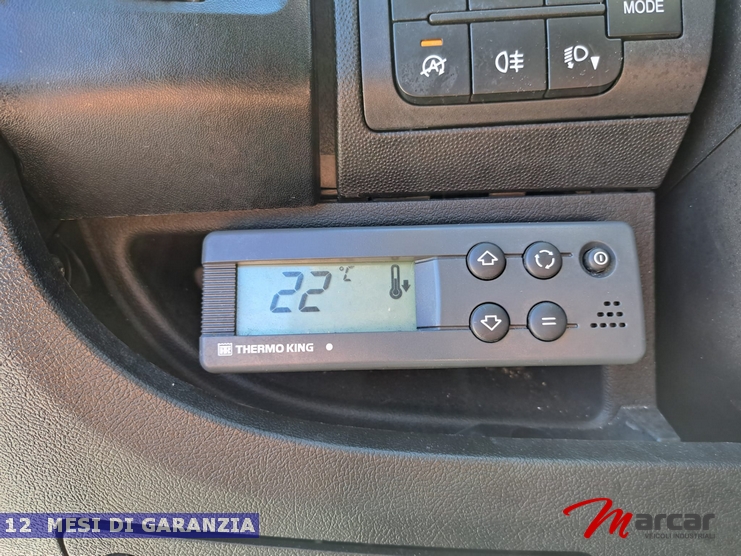 MODE
22 °C
THERMO KING
12 MESI DI GARANZIA
Marcar
VEICOLI INDUSTRIALI